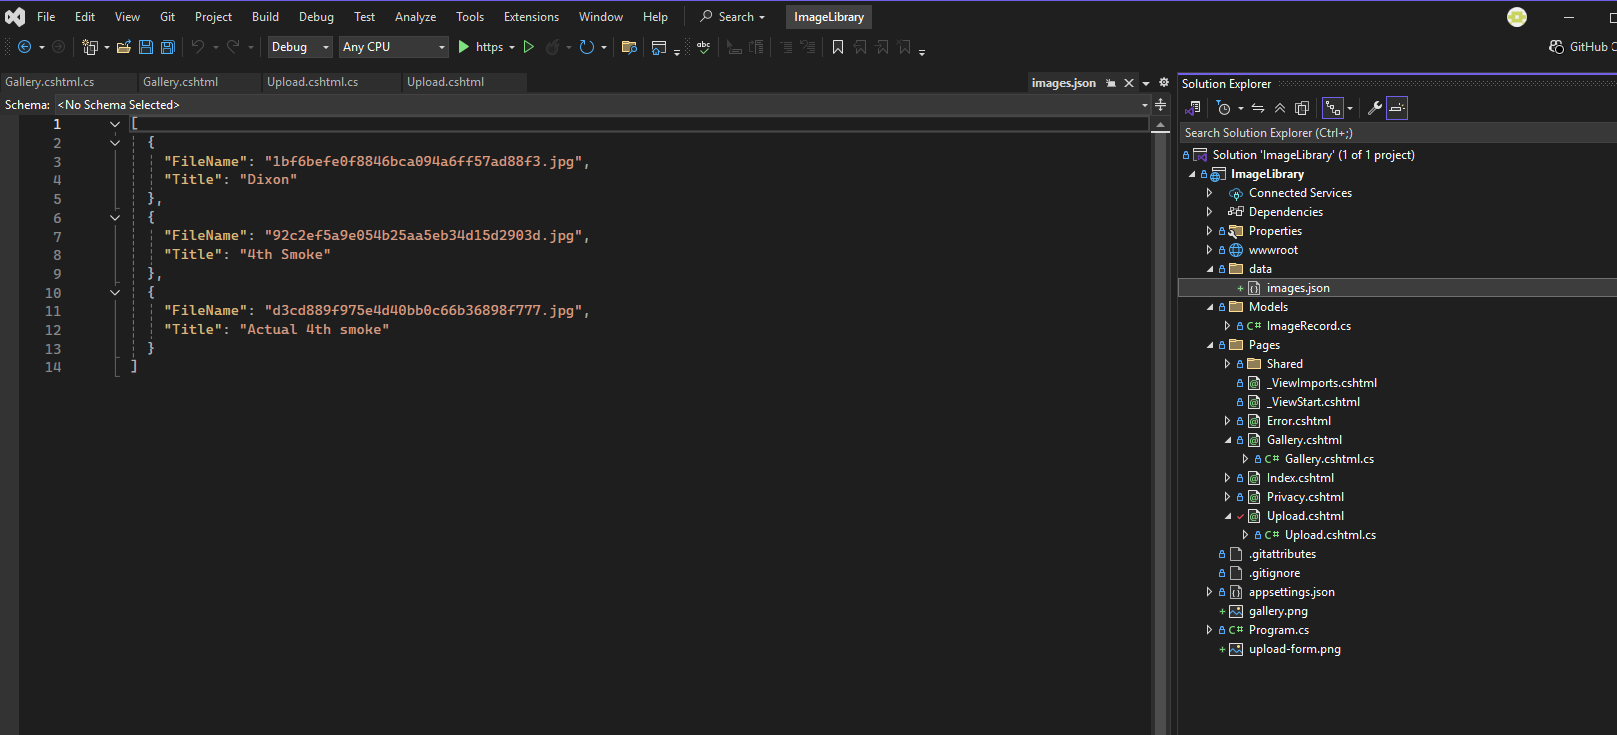 File Edit View Git Project Build Debug Test Analyze Tools Extensions Window Help Search ImageLibrary
Debug Any CPU https abc GitHub C
Gallery.cshtml.cs Gallery.cshtml Upload.cshtml.cs Upload.cshtml images.json
Schema: <No Schema Selected>
1 [
2 {
3 "FileName": "1bf6befe0f8846bca094a6ff57ad88f3.jpg",
4 "Title": "Dixon"
5 },
6 {
7 "FileName": "92c2ef5a9e054b25aa5eb34d15d2903d.jpg",
8 "Title": "4th Smoke"
9 },
10 {
11 "FileName": "d3cd889f975e4d40bb0c66b36898f777.jpg",
12 "Title": "Actual 4th smoke"
13 }
14 ]
Solution Explorer
Search Solution Explorer (Ctrl+;)
Solution 'ImageLibrary' (1 of 1 project)
ImageLibrary
Connected Services
Dependencies
Properties
wwwroot
data
images.json
Models
C# ImageRecord.cs
Pages
Shared
_ViewImports.cshtml
_ViewStart.cshtml
Error.cshtml
Gallery.cshtml
C# Gallery.cshtml.cs
Index.cshtml
Privacy.cshtml
Upload.cshtml
C# Upload.cshtml.cs
.gitattributes
.gitignore
appsettings.json
gallery.png
C# Program.cs
upload-form.png